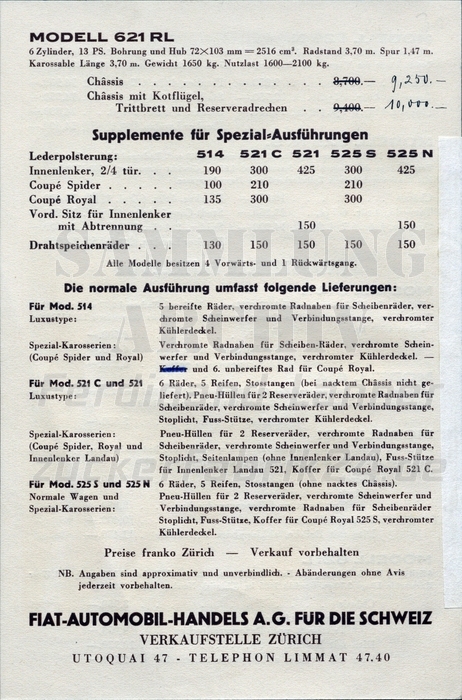 MODELL 621 RL
6 Zylinder, 13 PS. Bohrung und Hub 72×103 mm = 2516 cm³. Radstand 3,70 m. Spur 1,47 m.
Karossable Länge 3,70 m. Gewicht 1650 kg. Nutzlast 1600—2100 kg.
Châssis . . . . . . . . . . . . . 8,700.— 9,250.—
Châssis mit Kotflügel,
Trittbrett und Reserveradrechen . . 9,400.— 10,000.—
Supplemente für Spezial-Ausführungen
Lederpolsterung: 514 521 C 521 525 S 525 N
Innenlenker, 2/4 tür. . . 190 300 425 300 425
Coupé Spider . . . . . 100 210 210
Coupé Royal . . . . . 135 300 300
Vord. Sitz für Innenlenker
mit Abtrennung . . 150 150
Drahtspeichenräder . . . 130 150 150 150 150
Alle Modelle besitzen 4 Vorwärts- und 1 Rückwärtsgang.
SAMMLUNG
Die normale Ausführung umfasst folgende Lieferungen:
Für Mod. 514 5 bereifte Räder, verchromte Radnaben für Scheibenräder, ver-
Luxustype: chromte Scheinwerfer und Verbindungsstange, verchromter
Kühlerdeckel.
Spezial-Karosserien: Verchromte Radnaben für Scheiben-Räder, verchromte Schein-
(Coupé Spider und Royal) werfer und Verbindungsstange, verchromter Kühlerdeckel. —
Koffer und 6. unbereiftes Rad für Coupé Royal.
Für Mod. 521 C und 521 6 Räder, 5 Reifen, Stosstangen (bei nacktem Châssis nicht ge-
Luxustype: liefert). Pneu-Hüllen für 2 Reserveräder, verchromte Radnaben für
Scheibenräder, verchromte Scheinwerfer und Verbindungsstange,
Stoplicht, Fuss-Stütze, verchromter Kühlerdeckel.
Spezial-Karosserien: Pneu-Hüllen für 2 Reserveräder, verchromte Radnaben für
(Coupé Spider, Royal und Scheibenräder, verchromte Scheinwerfer und Verbindungsstange,
Innenlenker Landau) Stoplicht, Seitenlampen (ohne Innenlenker Landau), Fuss-Stütze
für Innenlenker Landau 521, Koffer für Coupé Royal 521 C.
Für Mod. 525 S und 525 N 6 Räder, 5 Reifen, Stosstangen (ohne nacktes Châssis).
Normale Wagen und Pneu-Hüllen für 2 Reserveräder, verchromte Scheinwerfer und
Spezial-Karosserien: Verbindungsstange, verchromte Radnaben für Scheibenräder
Stoplicht, Fuss-Stütze, Koffer für Coupé Royal 525 S, verchromter
Kühlerdeckel.
Preise franko Zürich — Verkauf vorbehalten
NB. Angaben sind approximativ und unverbindlich. - Abänderungen ohne Avis
jederzeit vorbehalten.
FIAT-AUTOMOBIL-HANDELS A.G. FÜR DIE SCHWEIZ
VERKAUFSTELLE ZÜRICH
UTOQUAI 47 - TELEPHON LIMMAT 47.40